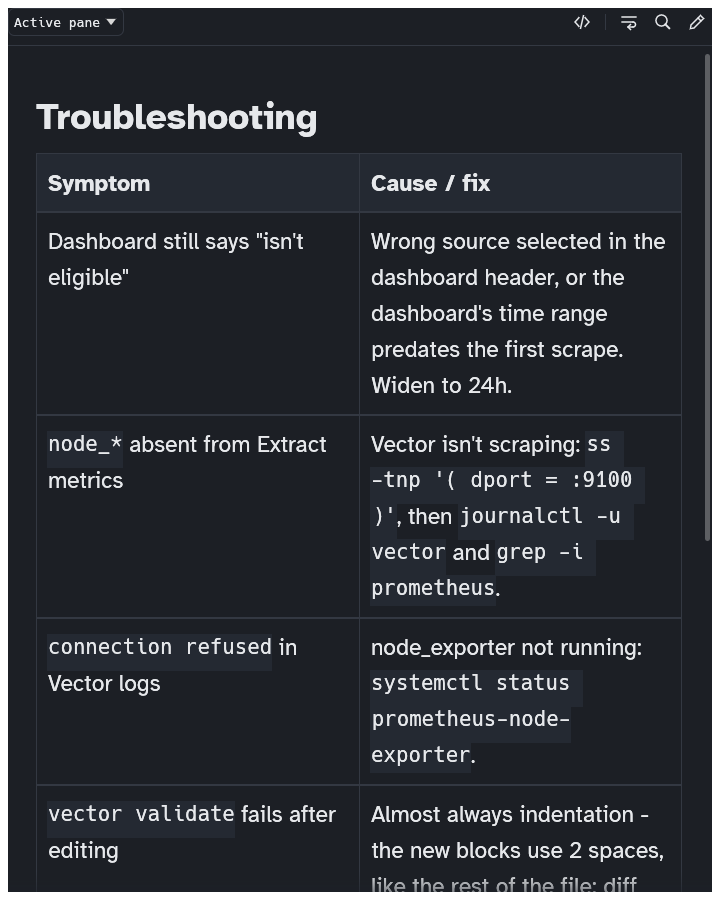 Active pane
Troubleshooting
Symptom
Cause / fix
Dashboard still says "isn't
eligible"
Wrong source selected in the
dashboard header, or the
dashboard's time range
predates the first scrape.
Widen to 24h.
node_* absent from Extract
metrics
Vector isn't scraping: ss
-tnp '( dport = :9100
)', then journalctl -u
vector and grep -i
prometheus.
connection refused in
Vector logs
node_exporter not running:
systemctl status
prometheus-node-
exporter.
vector validate fails after
editing
Almost always indentation -
the new blocks use 2 spaces,
like the rest of the file; diff